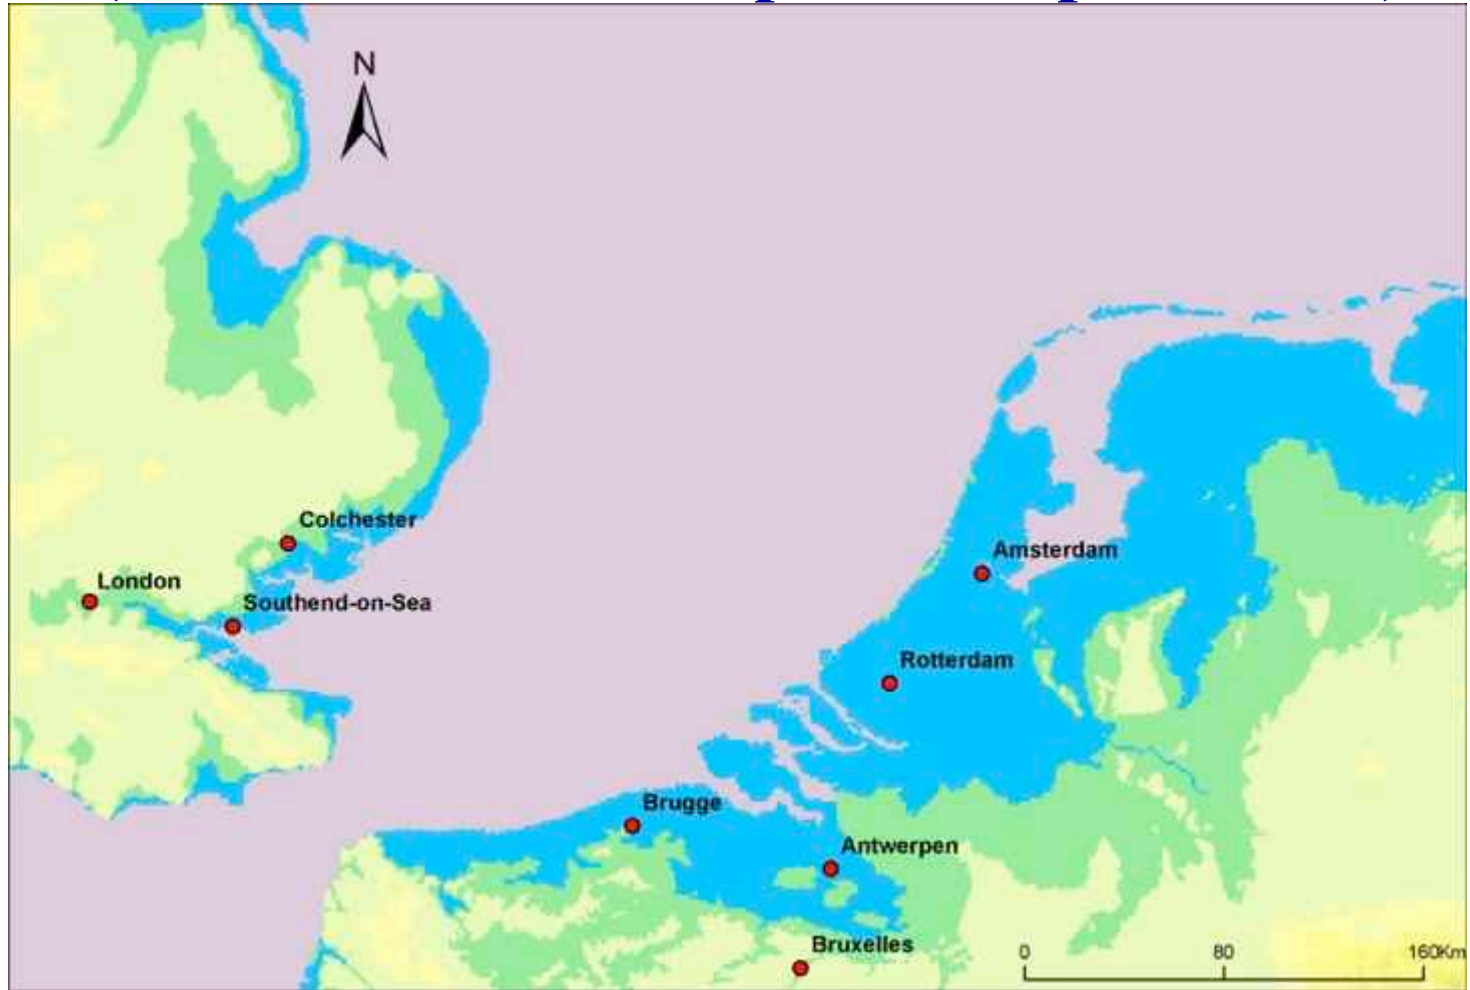 N
Colchester
London
Southend-on-Sea
Amsterdam
Rotterdam
Brugge
Antwerpen
Bruxelles
0 80 160Km